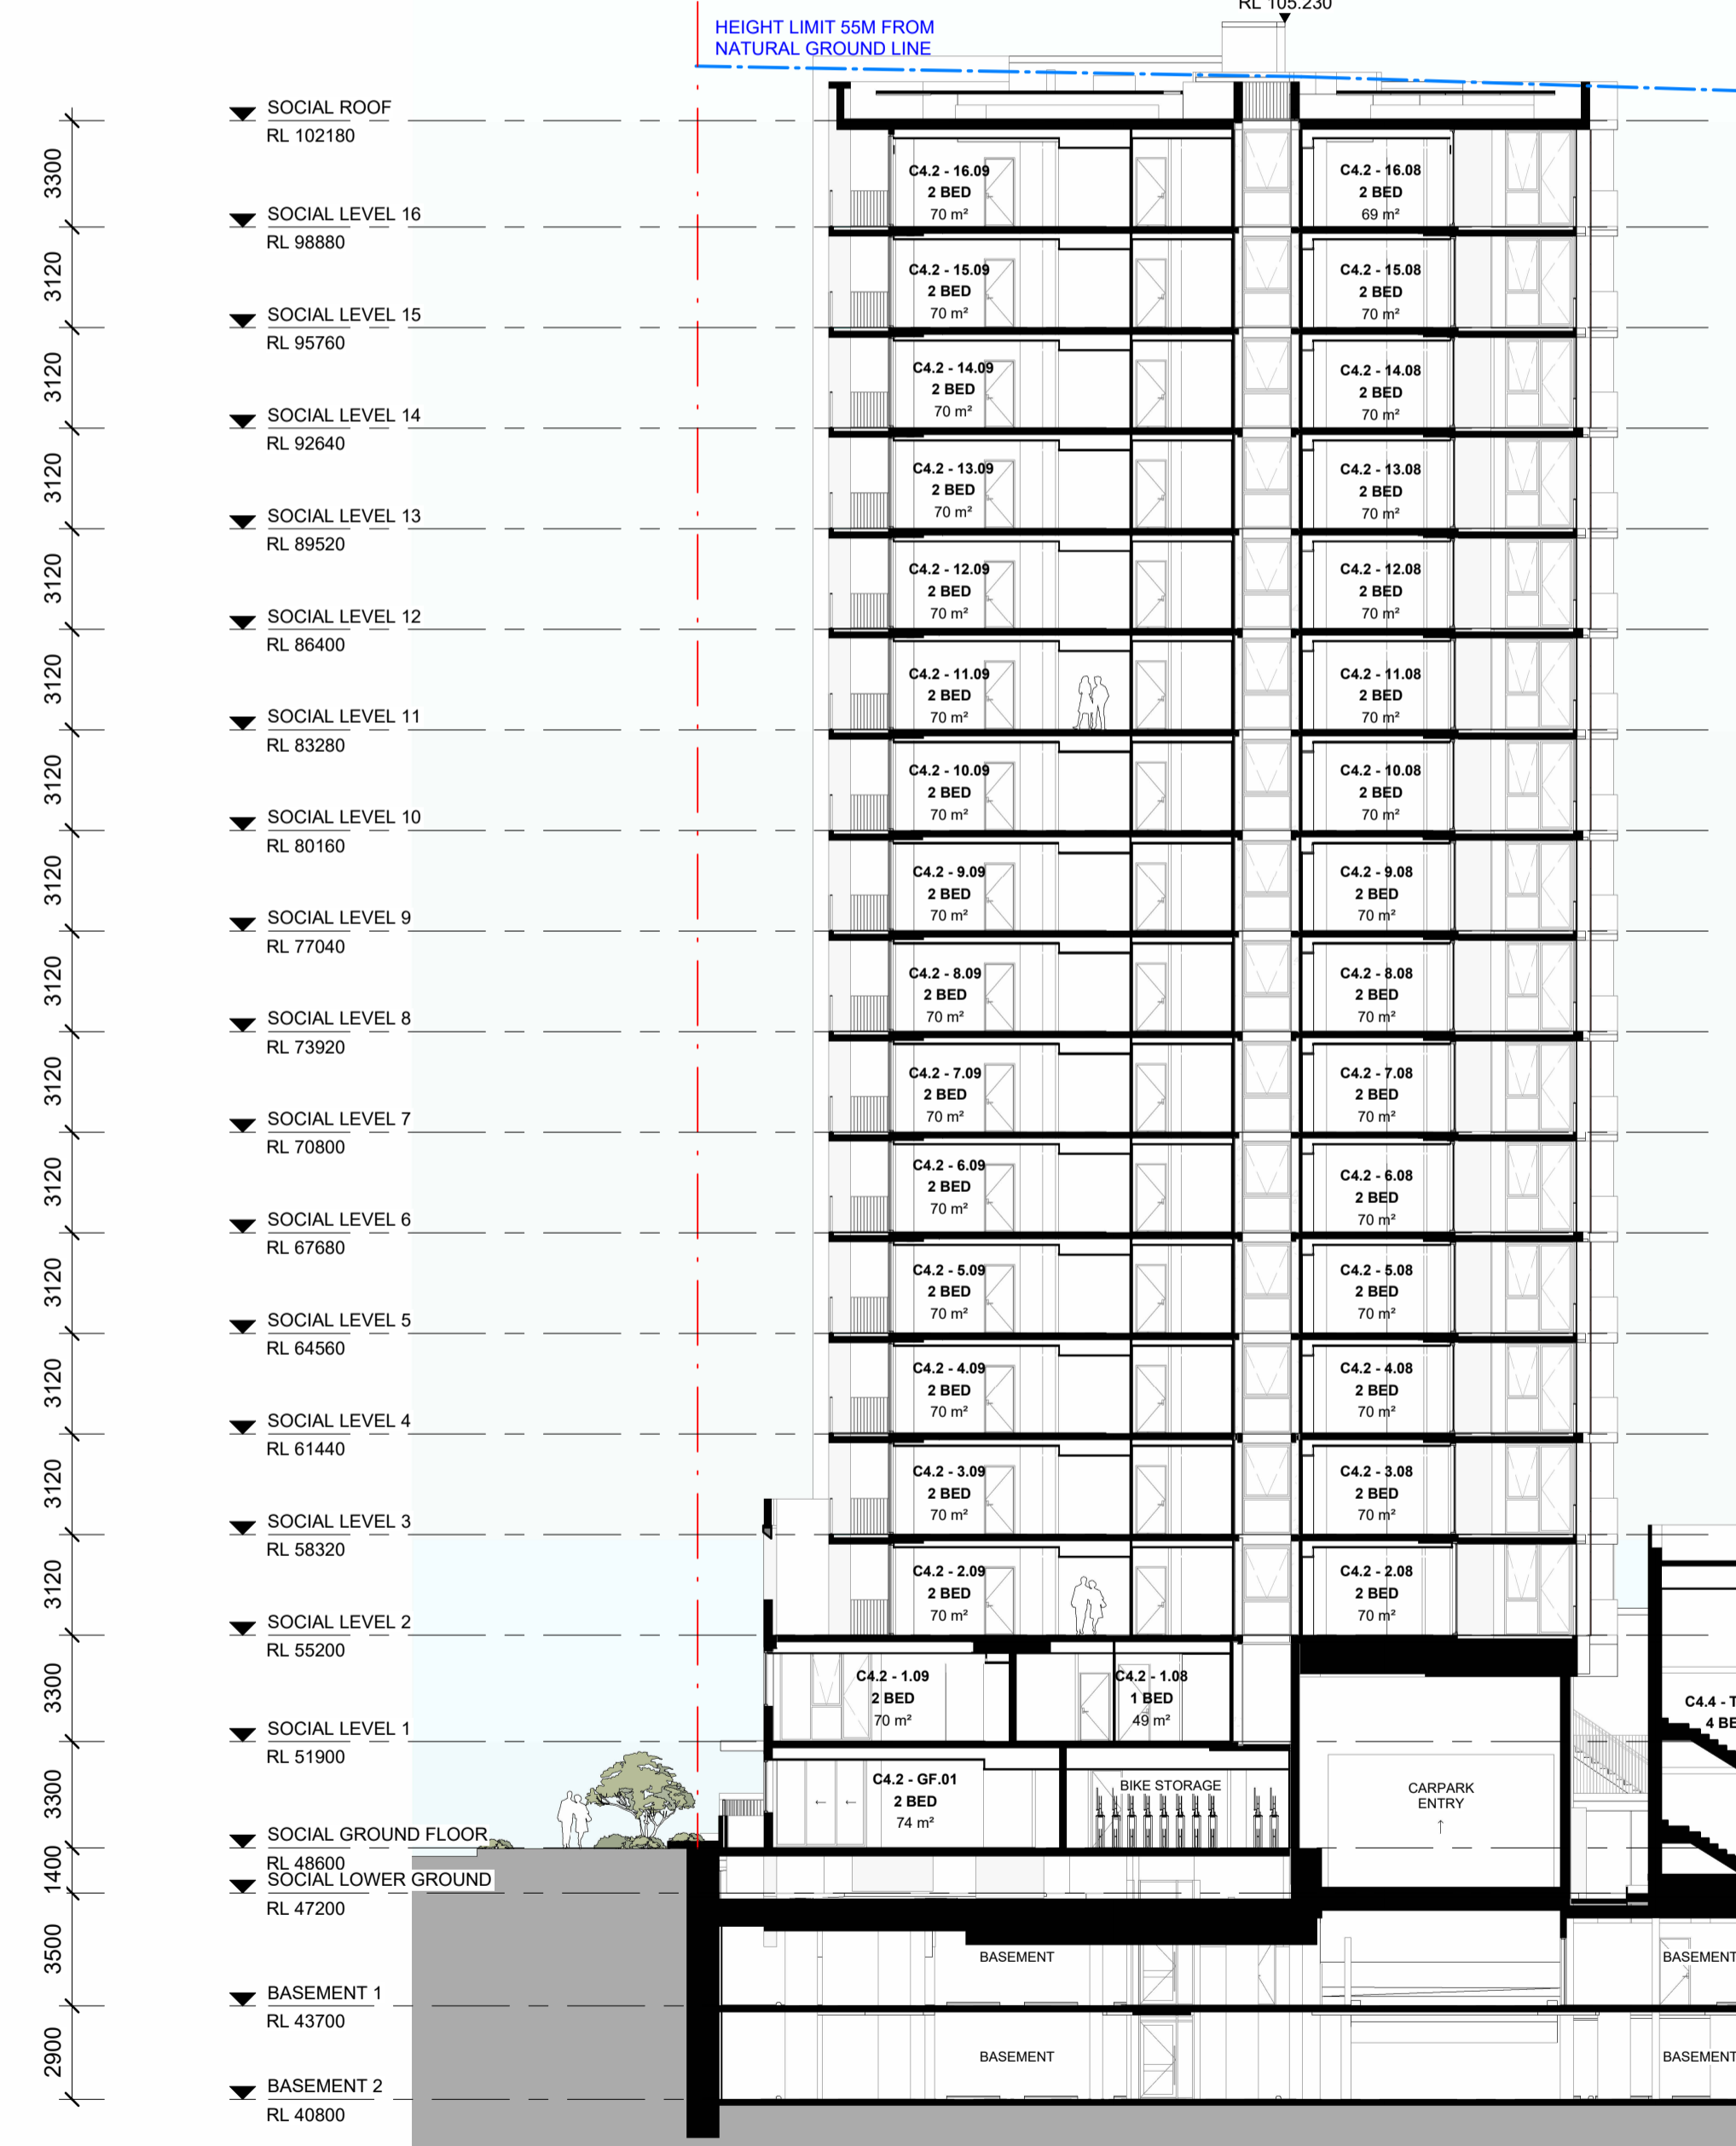 RL 105.230
HEIGHT LIMIT 55M FROM
NATURAL GROUND LINE
SOCIAL ROOF
RL 102180
3300
C4.2 - 16.09
2 BED
70 m²
C4.2 - 16.08
2 BED
69 m²
SOCIAL LEVEL 16
RL 98880
3120
C4.2 - 15.09
2 BED
70 m²
C4.2 - 15.08
2 BED
70 m²
SOCIAL LEVEL 15
RL 95760
3120
C4.2 - 14.09
2 BED
70 m²
C4.2 - 14.08
2 BED
70 m²
SOCIAL LEVEL 14
RL 92640
3120
C4.2 - 13.09
2 BED
70 m²
C4.2 - 13.08
2 BED
70 m²
SOCIAL LEVEL 13
RL 89520
3120
C4.2 - 12.09
2 BED
70 m²
C4.2 - 12.08
2 BED
70 m²
SOCIAL LEVEL 12
RL 86400
3120
C4.2 - 11.09
2 BED
70 m²
C4.2 - 11.08
2 BED
70 m²
SOCIAL LEVEL 11
RL 83280
3120
C4.2 - 10.09
2 BED
70 m²
C4.2 - 10.08
2 BED
70 m²
SOCIAL LEVEL 10
RL 80160
3120
C4.2 - 9.09
2 BED
70 m²
C4.2 - 9.08
2 BED
70 m²
SOCIAL LEVEL 9
RL 77040
3120
C4.2 - 8.09
2 BED
70 m²
C4.2 - 8.08
2 BED
70 m²
SOCIAL LEVEL 8
RL 73920
3120
C4.2 - 7.09
2 BED
70 m²
C4.2 - 7.08
2 BED
70 m²
SOCIAL LEVEL 7
RL 70800
3120
C4.2 - 6.09
2 BED
70 m²
C4.2 - 6.08
2 BED
70 m²
SOCIAL LEVEL 6
RL 67680
3120
C4.2 - 5.09
2 BED
70 m²
C4.2 - 5.08
2 BED
70 m²
SOCIAL LEVEL 5
RL 64560
3120
C4.2 - 4.09
2 BED
70 m²
C4.2 - 4.08
2 BED
70 m²
SOCIAL LEVEL 4
RL 61440
3120
C4.2 - 3.09
2 BED
70 m²
C4.2 - 3.08
2 BED
70 m²
SOCIAL LEVEL 3
RL 58320
3120
C4.2 - 2.09
2 BED
70 m²
C4.2 - 2.08
2 BED
70 m²
SOCIAL LEVEL 2
RL 55200
3300
C4.2 - 1.09
2 BED
70 m²
C4.2 - 1.08
1 BED
49 m²
C4.4 - T
4 BE
SOCIAL LEVEL 1
RL 51900
3300
C4.2 - GF.01
2 BED
74 m²
BIKE STORAGE
CARPARK
ENTRY
SOCIAL GROUND FLOOR
RL 48600
1400
SOCIAL LOWER GROUND
RL 47200
3500
BASEMENT
BASEMENT
BASEMENT 1
RL 43700
2900
BASEMENT
BASEMENT
BASEMENT 2
RL 40800